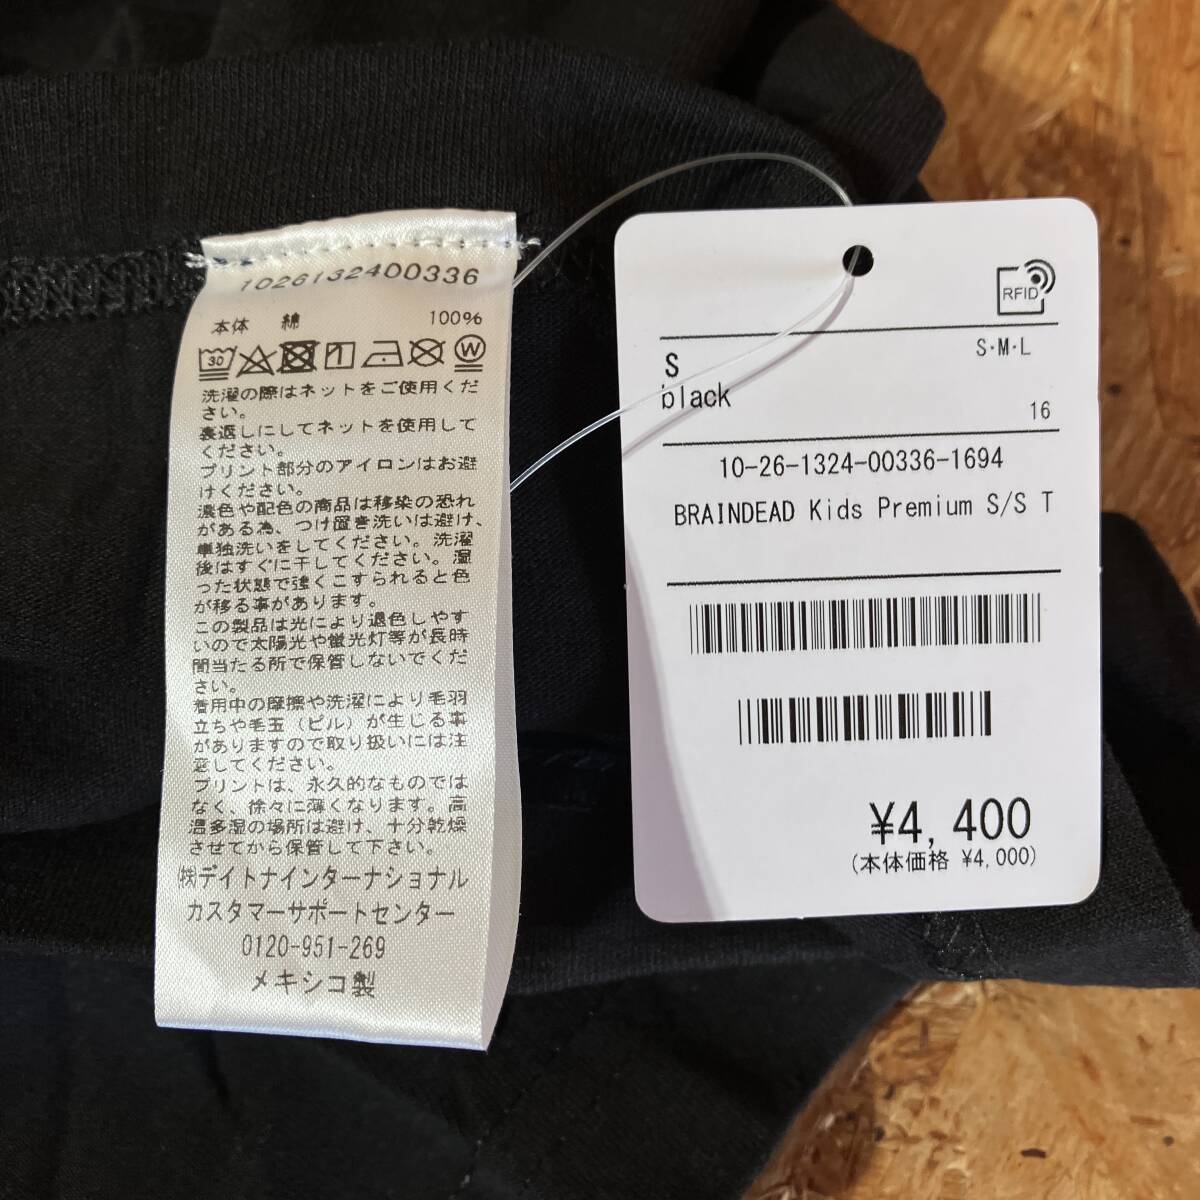 1026132400336
本体 綿 100%
30 1 W
洗濯の際はネットをご使用くだ
さい。
裏返しにしてネットを使用して
ください。
プリント部分のアイロンはお避
けください。
濃色や配色の商品は移染の恐れ
がある為、つけ置き洗いは避け、
単独洗いをしてください。洗濯
後はすぐに干してください。湿
った状態で強くこすられると色
が移る事があります。
この製品は光により退色しやす
いので太陽光や蛍光灯等が長時
間当たる所で保管しないでくだ
さい。
着用中の摩擦や洗濯により毛羽
立ちや毛玉（ピル）が生じる事
がありますので取り扱いには注
意してください。
プリントは、永久的なものでは
なく、徐々に薄くなります。高
温多湿の場所は避け、十分乾燥
させてから保管して下さい。
㈱デイトナインターナショナル
カスタマーサポートセンター
0120-951-269
メキシコ製
RFID
S S・M・L
black
16
10-26-1324-00336-1694
BRAINDEAD Kids Premium S/S T
¥4,400
(本体価格 ¥4,000)